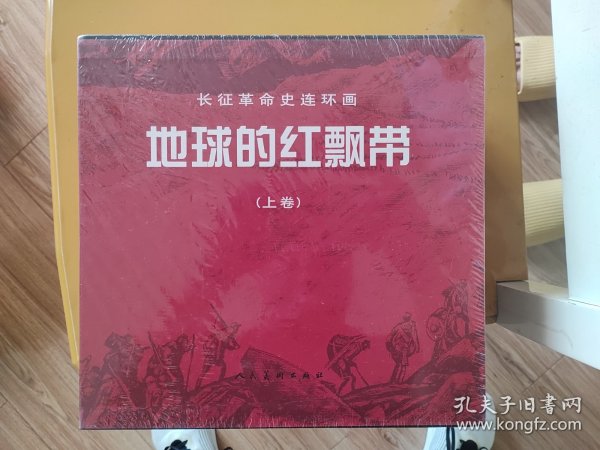 长征革命史连环画
地球的红飘带
(上卷)
人民美术出版社
孔夫子旧書网
www.kongfz.com